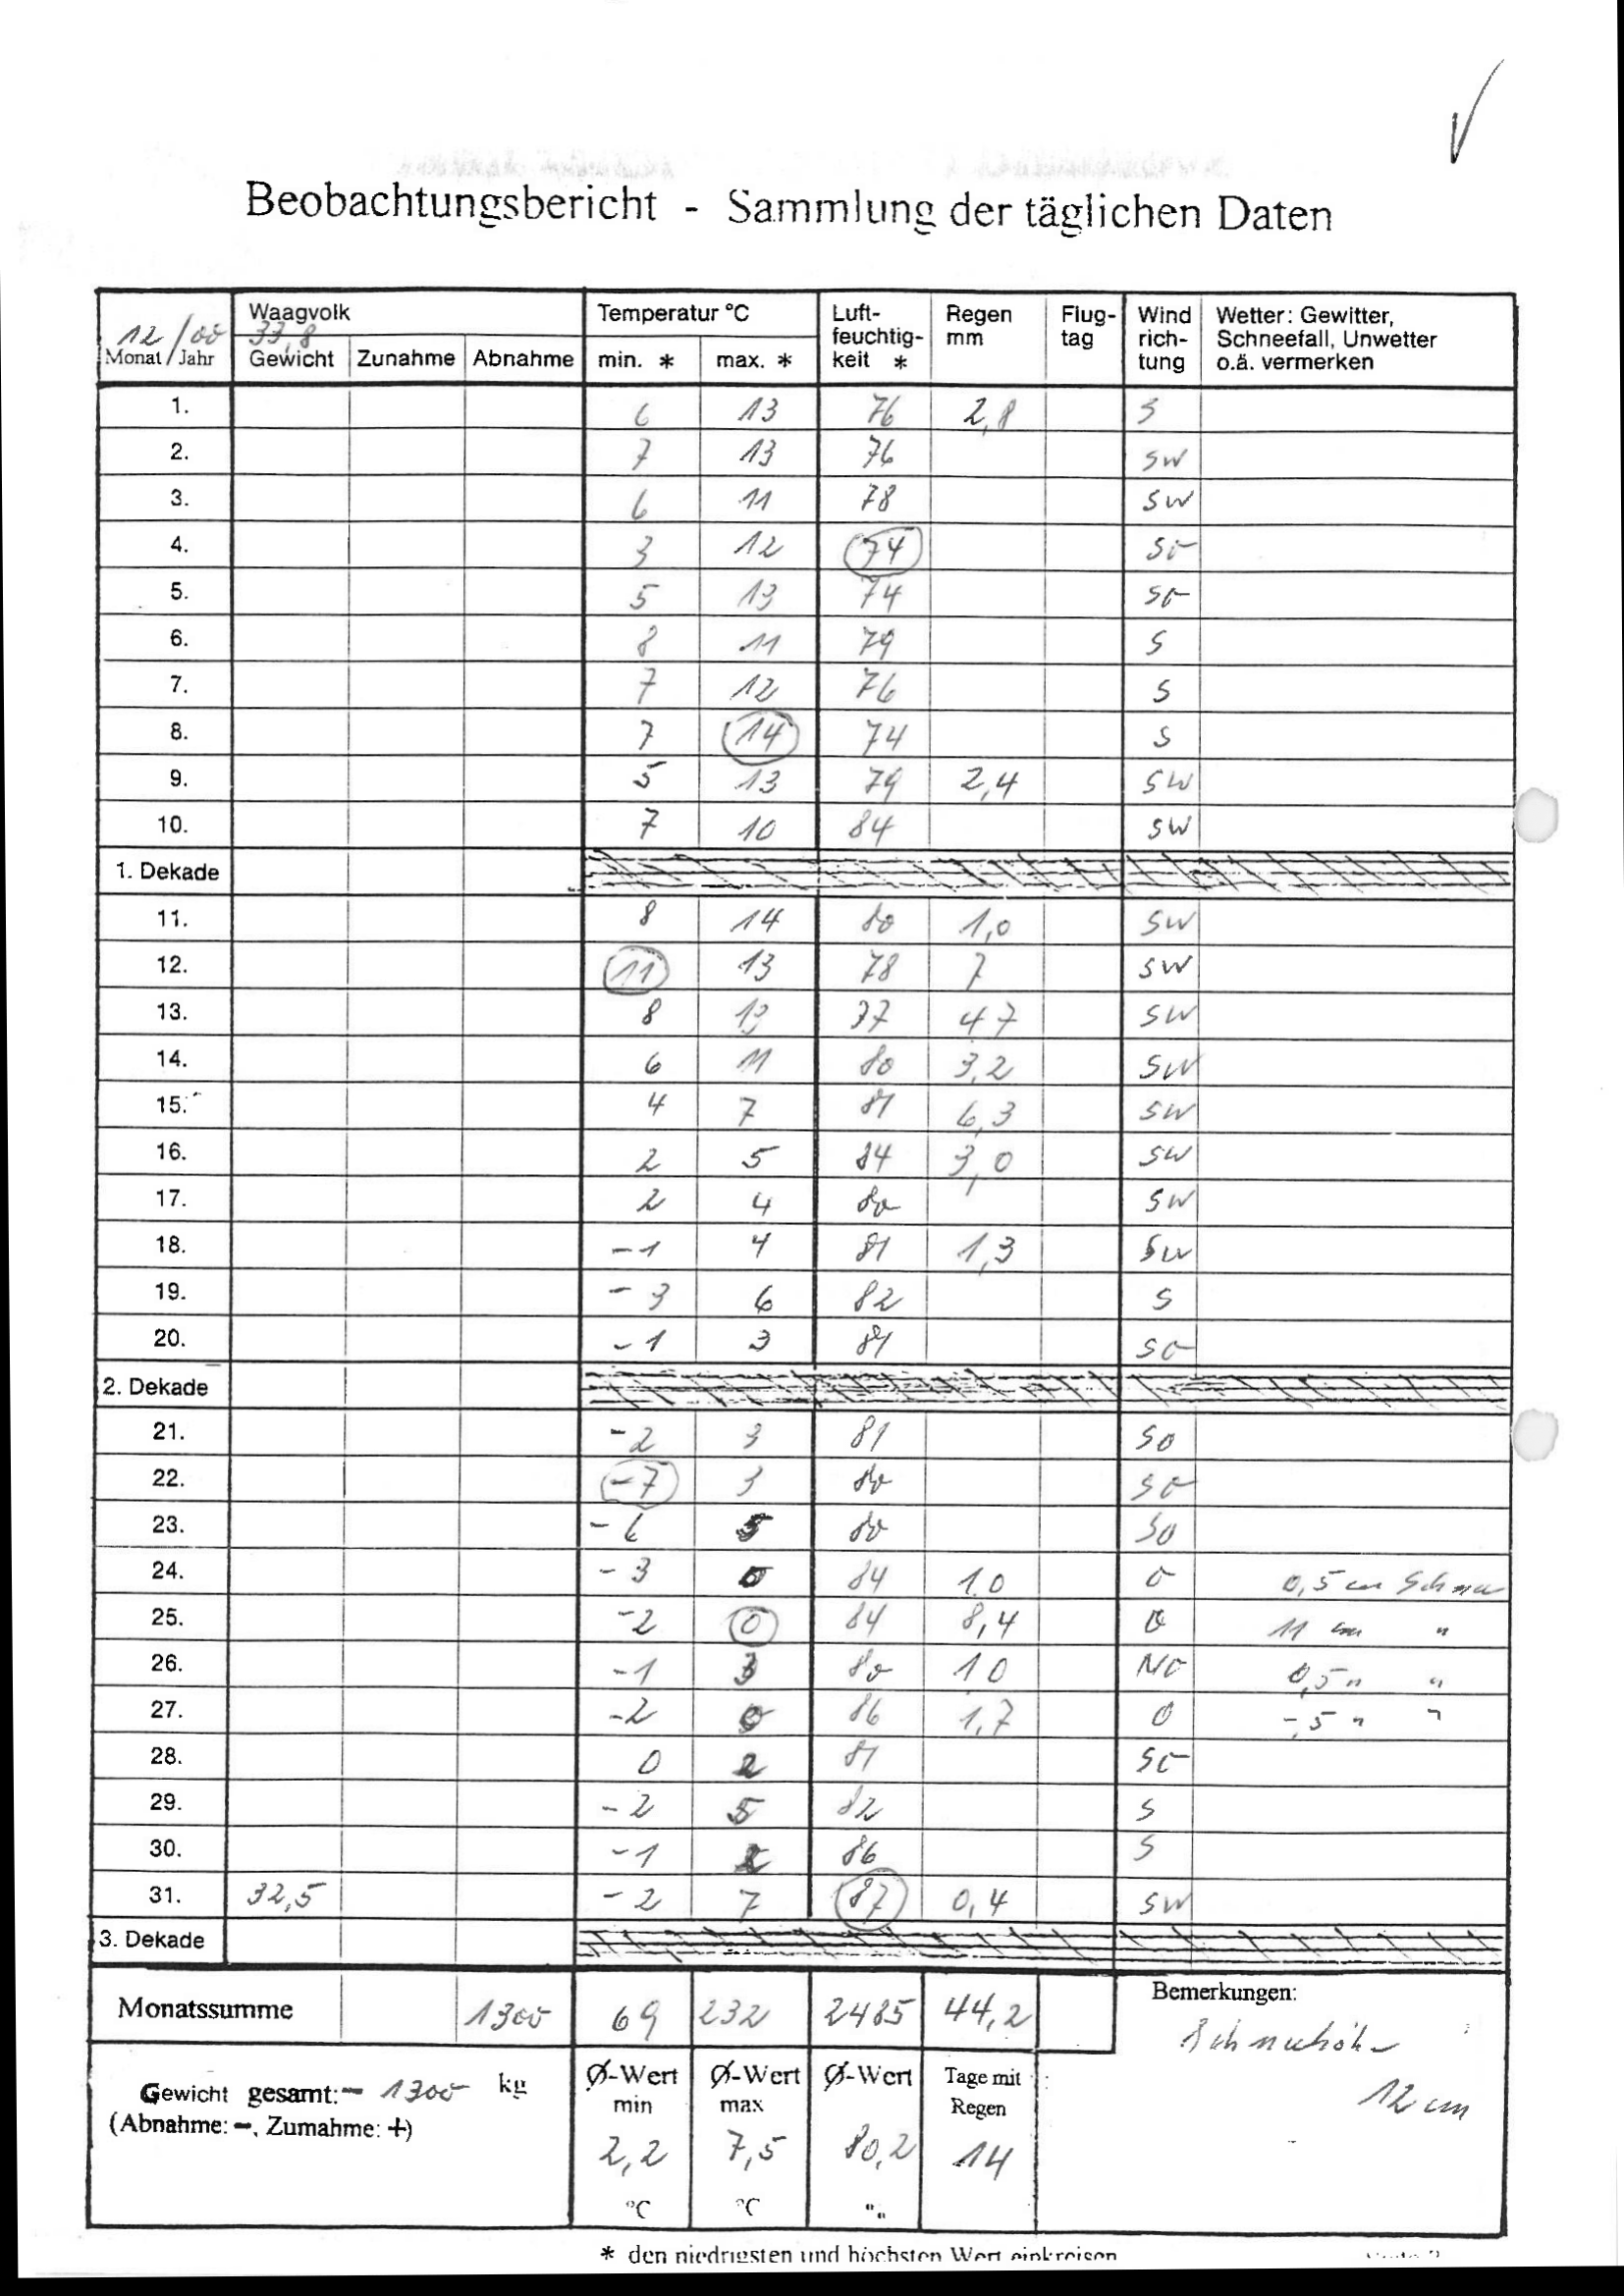 Beobachtungsbericht - Sammlung der täglichen Daten
12/00 Monat / Jahr Waagvolk 33,8 Temperatur °C Luft-feuchtig-keit * Regen mm Flug-tag Wind rich-tung Wetter: Gewitter, Schneefall, Unwetter o.ä. vermerken
Gewicht Zunahme Abnahme min. * max. *
1. 6 13 76 2,8 S
2. 7 13 76 SW
3. 6 11 78 SW
4. 3 12 74 SO
5. 5 13 74 SO
6. 8 11 79 S
7. 7 12 76 S
8. 7 14 74 S
9. 5 13 79 2,4 SW
10. 7 10 84 SW
1. Dekade
11. 8 14 80 1,0 SW
12. 11 13 78 7 SW
13. 8 4 7 SW
14. 6 11 80 3,2 SW
15. 4 7 81 6,3 SW
16. 2 5 84 3,0 SW
17. 2 4 80 SW
18. -1 4 81 1,3 SW
19. -3 6 82 S
20. -1 3 81 SO
2. Dekade
21. -2 3 81 SO
22. -7 3 80 SO
23. -6 5 80 SO
24. -3 0 84 1,0 O 0,5 cm Schnee
25. -2 0 84 8,4 O 11 cm "
26. -1 3 80 1 0 NO 0,5 " "
27. -2 0 86 1,7 O -,5 " "
28. 0 2 81 SO
29. -2 5 82 S
30. -1 86 S
31. 32,5 -2 7 87 0,4 SW
3. Dekade
Monatssumme 1300 69 232 2485 44,2
Bemerkungen:
Schneehöhe
12 cm
Gewicht gesamt: - 1300 kg
(Abnahme: -, Zumahme: +)
Ø-Wert min Ø-Wert max Ø-Wert Tage mit Regen
2,2 7,5 80,2 14
°C °C
* den niedrigsten und höchsten Wert einkreisen